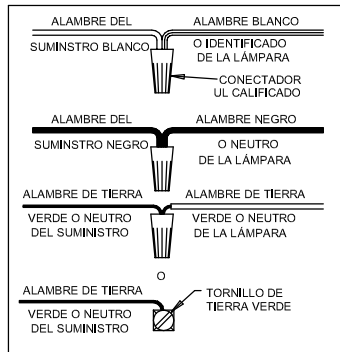 ALAMBRE DEL
SUMINSTRO BLANCO
ALAMBRE BLANCO
O IDENTIFICADO
DE LA LÁMPARA
CONECTADOR
UL CALIFICADO
ALAMBRE DEL
SUMINSTRO NEGRO
ALAMBRE NEGRO
O NEUTRO
DE LA LÁMPARA
ALAMBRE DE TIERRA
VERDE O NEUTRO
DEL SUMINISTRO
ALAMBRE DE TIERRA
VERDE O NEUTRO
DE LA LÁMPARA
O
ALAMBRE DE TIERRA
VERDE O NEUTRO
DEL SUMINISTRO
TORNILLO DE
TIERRA VERDE